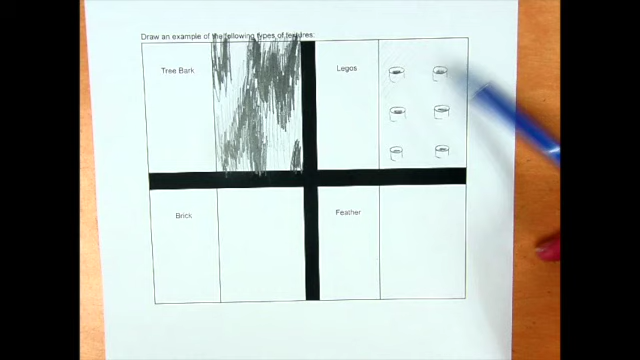 Draw an example of the following types of textures:
Tree Bark
Legos
Brick
Feather